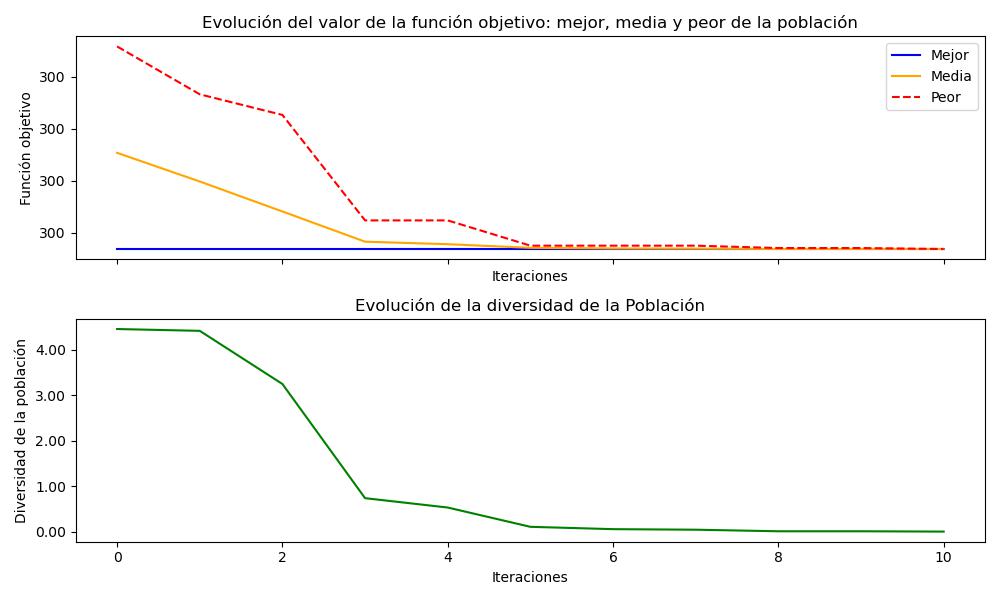 Evolución del valor de la función objetivo: mejor, media y peor de la población
Mejor
Media
Peor
300
300
300
300
Función objetivo
Iteraciones
Evolución de la diversidad de la Población
4.00
3.00
2.00
1.00
0.00
Diversidad de la población
0 2 4 6 8 10
Iteraciones